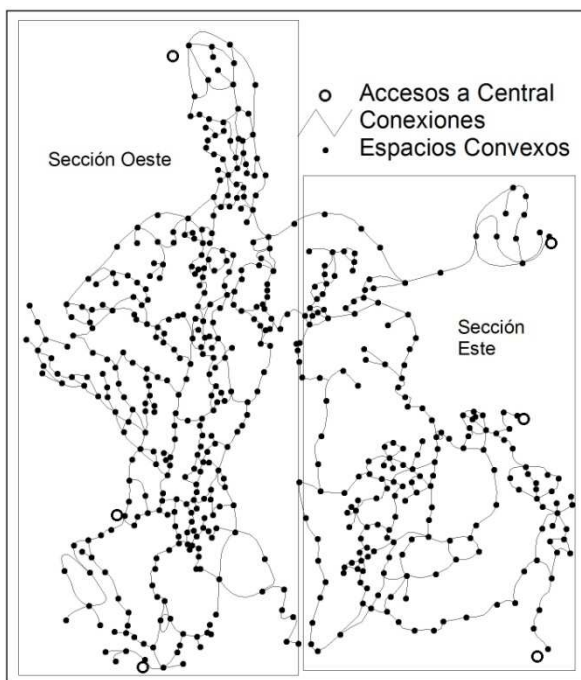 Accesos a Central
Conexiones
Espacios Convexos
Sección Oeste
Sección
Este